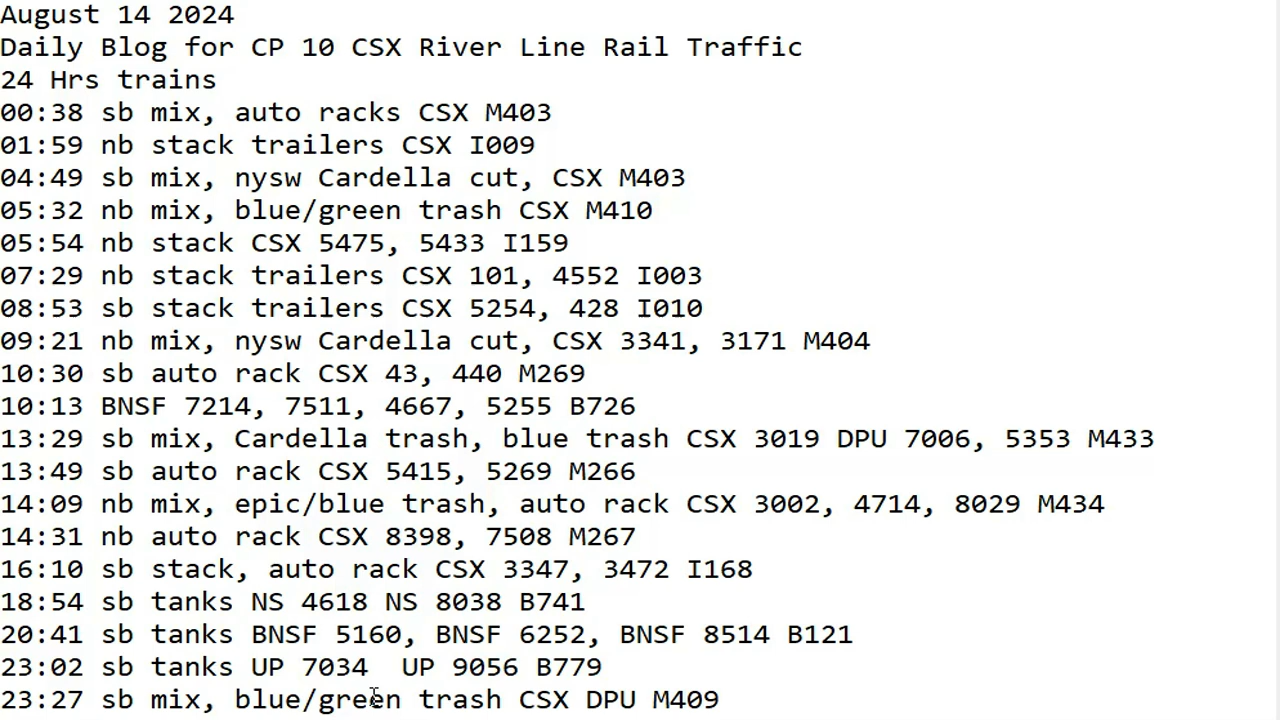 August 14 2024
Daily Blog for CP 10 CSX River Line Rail Traffic
24 Hrs trains
00:38 sb mix, auto racks CSX M403
01:59 nb stack trailers CSX I009
04:49 sb mix, nysw Cardella cut, CSX M403
05:32 nb mix, blue/green trash CSX M410
05:54 nb stack CSX 5475, 5433 I159
07:29 nb stack trailers CSX 101, 4552 I003
08:53 sb stack trailers CSX 5254, 428 I010
09:21 nb mix, nysw Cardella cut, CSX 3341, 3171 M404
10:30 sb auto rack CSX 43, 440 M269
10:13 BNSF 7214, 7511, 4667, 5255 B726
13:29 sb mix, Cardella trash, blue trash CSX 3019 DPU 7006, 5353 M433
13:49 sb auto rack CSX 5415, 5269 M266
14:09 nb mix, epic/blue trash, auto rack CSX 3002, 4714, 8029 M434
14:31 nb auto rack CSX 8398, 7508 M267
16:10 sb stack, auto rack CSX 3347, 3472 I168
18:54 sb tanks NS 4618 NS 8038 B741
20:41 sb tanks BNSF 5160, BNSF 6252, BNSF 8514 B121
23:02 sb tanks UP 7034  UP 9056 B779
23:27 sb mix, blue/green trash CSX DPU M409